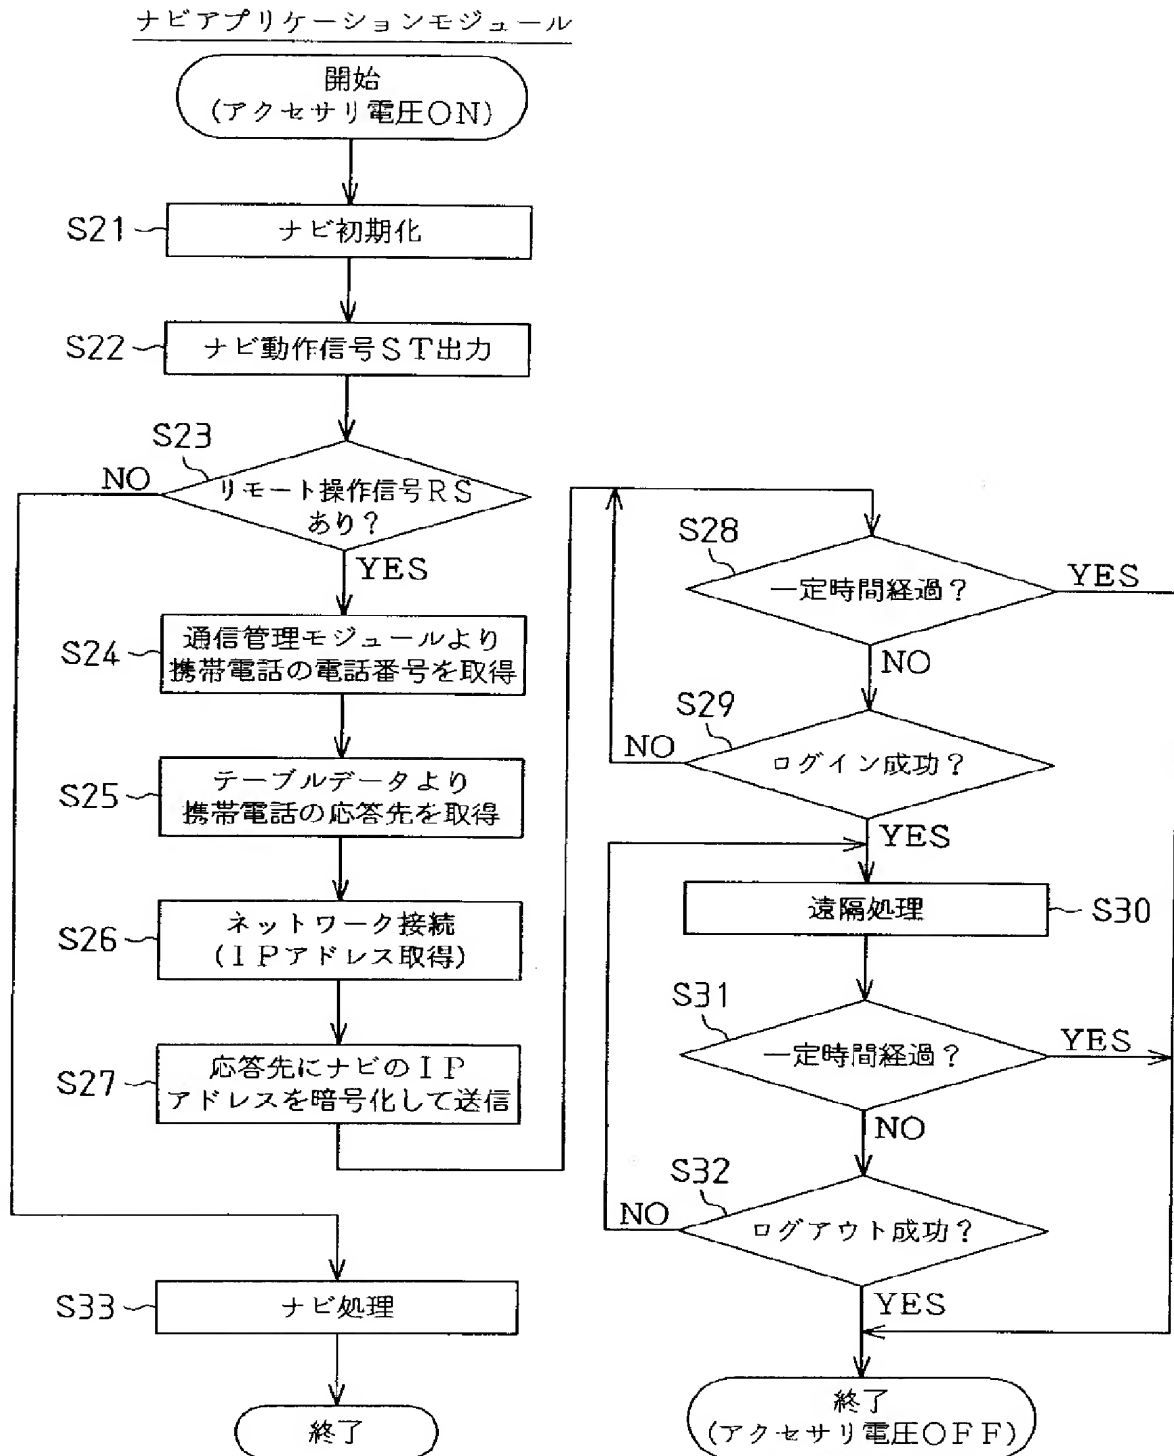 ナビアプリケーションモジュール
開始
(アクセサリ電圧ON)
S21
ナビ初期化
S22
ナビ動作信号ST出力
S23
NO
リモート操作信号RS
あり?
YES
S24
通信管理モジュールより
携帯電話の電話番号を取得
S25
テーブルデータより
携帯電話の応答先を取得
S26
ネットワーク接続
(IPアドレス取得)
S27
応答先にナビのIP
アドレスを暗号化して送信
S28
一定時間経過?
YES
NO
S29
NO
ログイン成功?
YES
遠隔処理
S30
S31
一定時間経過?
YES
NO
S32
NO
ログアウト成功?
YES
終了
(アクセサリ電圧OFF)
S33
ナビ処理
終了